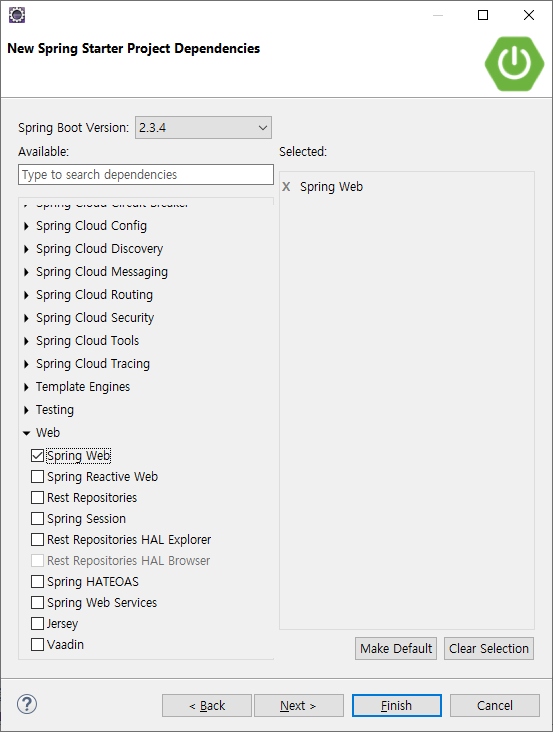 New Spring Starter Project Dependencies
Spring Boot Version: 2.3.4
Available:
Selected:
Type to search dependencies
X Spring Web
Spring Cloud Circuit Breaker
Spring Cloud Config
Spring Cloud Discovery
Spring Cloud Messaging
Spring Cloud Routing
Spring Cloud Security
Spring Cloud Tools
Spring Cloud Tracing
Template Engines
Testing
Web
Spring Web
Spring Reactive Web
Rest Repositories
Spring Session
Rest Repositories HAL Explorer
Rest Repositories HAL Browser
Spring HATEOAS
Spring Web Services
Jersey
Vaadin
Make Default
Clear Selection
?
< Back
Next >
Finish
Cancel